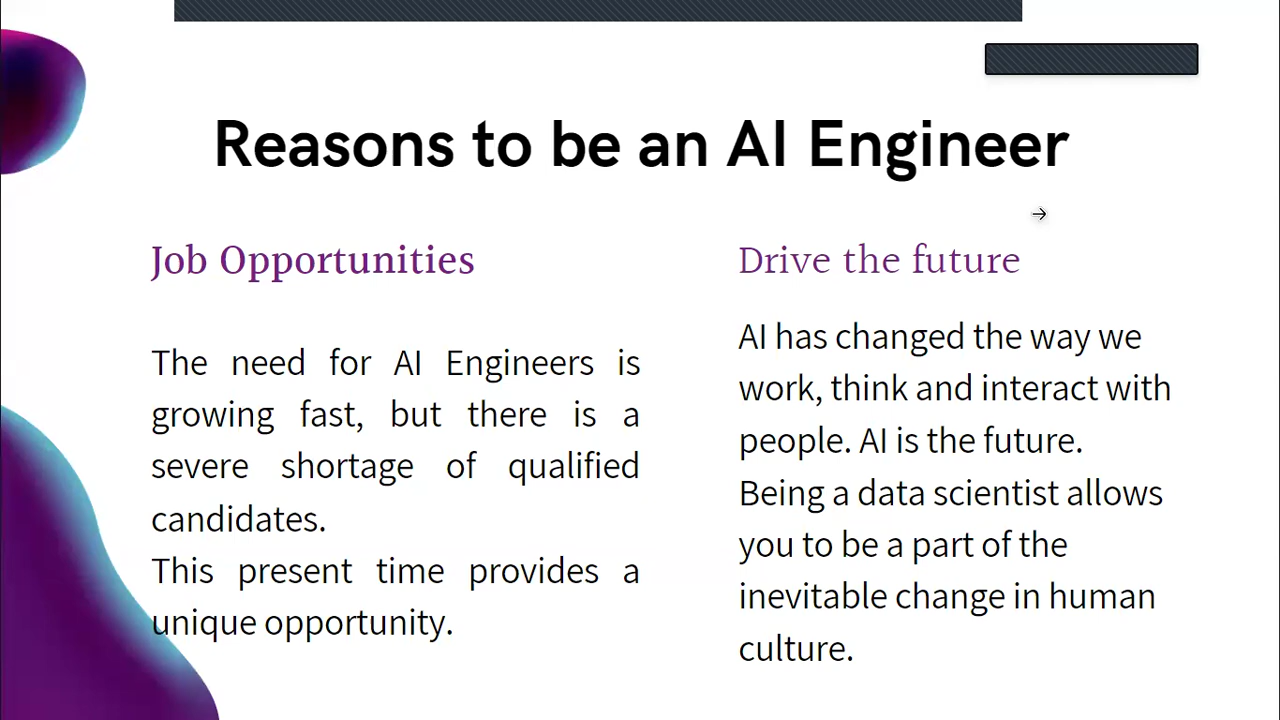 Reasons to be an AI Engineer
Job Opportunities
The need for AI Engineers is
growing fast, but there is a
severe shortage of qualified
candidates.
This present time provides a
unique opportunity.
Drive the future
AI has changed the way we
work, think and interact with
people. AI is the future.
Being a data scientist allows
you to be a part of the
inevitable change in human
culture.